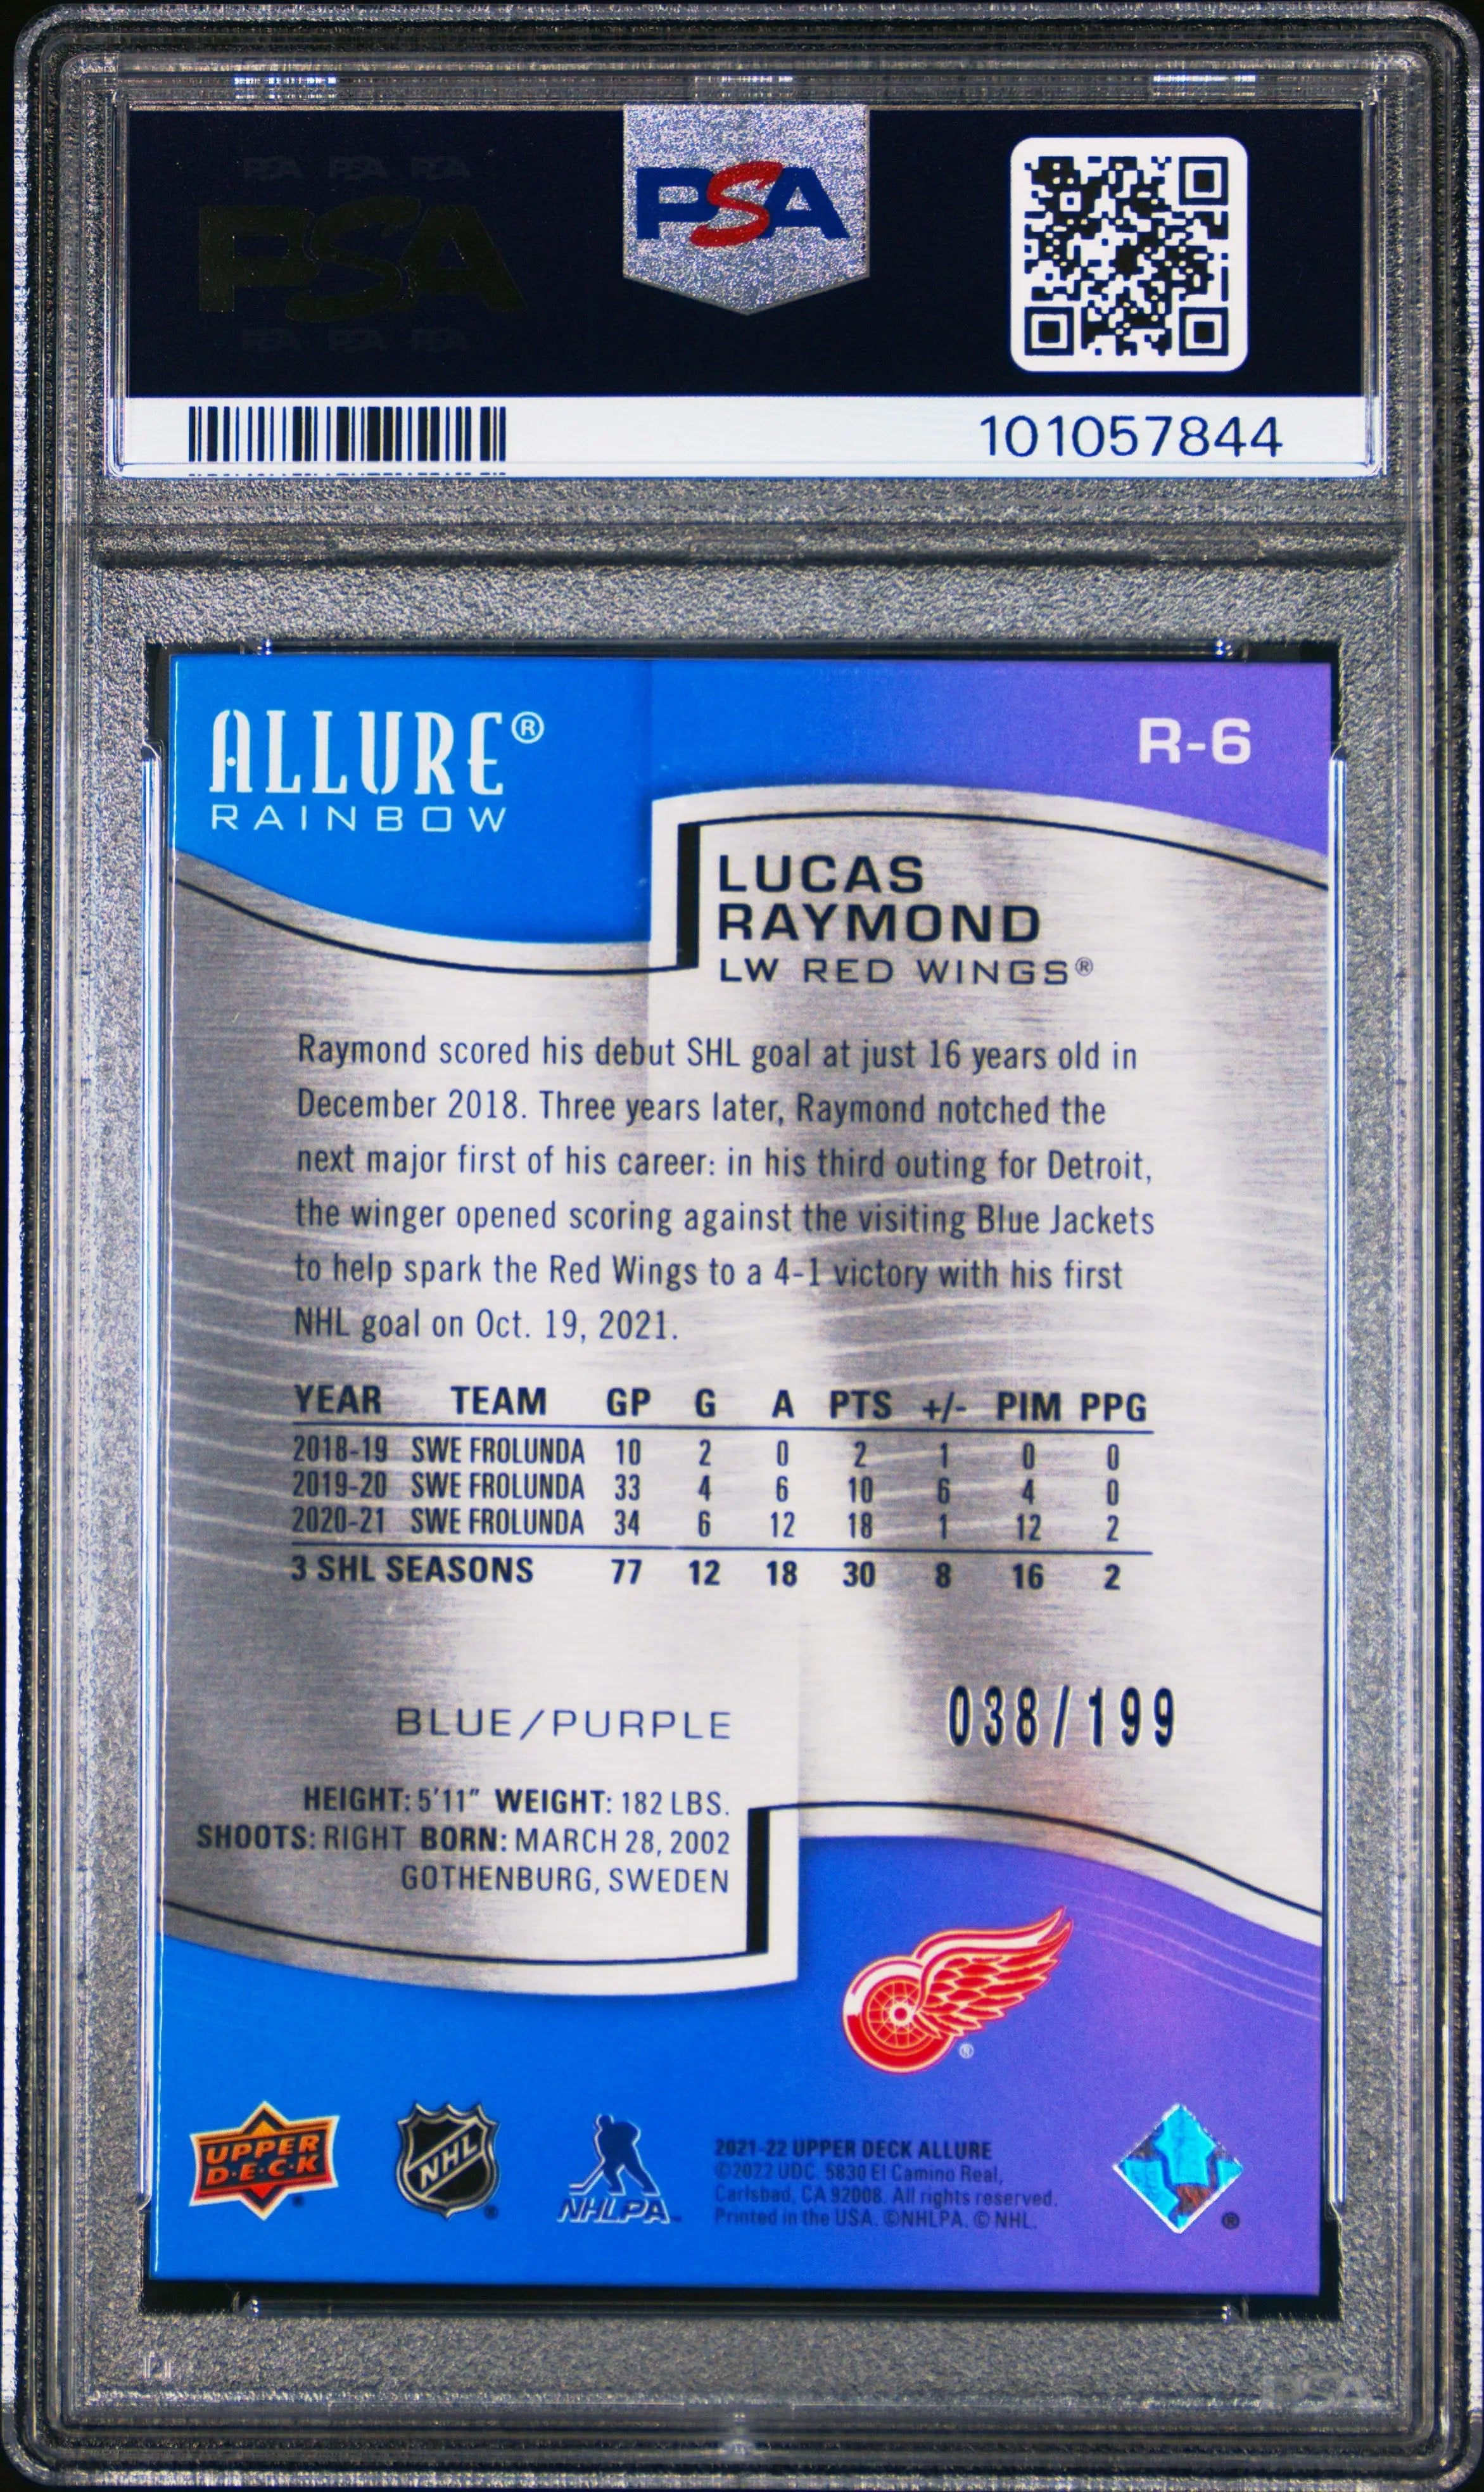 PSA PSA PSA
PSA
PSA PSA PSA
PSA
101057844
ALLURE®
RAINBOW
R-6
LUCAS
RAYMOND
LW RED WINGS®
Raymond scored his debut SHL goal at just 16 years old in
December 2018. Three years later, Raymond notched the
next major first of his career: in his third outing for Detroit,
the winger opened scoring against the visiting Blue Jackets
to help spark the Red Wings to a 4-1 victory with his first
NHL goal on Oct. 19, 2021.
YEAR TEAM GP G A PTS +/- PIM PPG
2018-19 SWE FROLUNDA 10 2 0 2 1 0 0
2019-20 SWE FROLUNDA 33 4 6 10 6 4 0
2020-21 SWE FROLUNDA 34 6 12 18 1 12 2
3 SHL SEASONS 77 12 18 30 8 16 2
BLUE/PURPLE
038/199
HEIGHT: 5'11" WEIGHT: 182 LBS.
SHOOTS: RIGHT BORN: MARCH 28, 2002
GOTHENBURG, SWEDEN
®
UPPER
D·E·C·K
NHL
NHLPA
2021-22 UPPER DECK ALLURE
©2022 UDC. 5830 El Camino Real,
Carlsbad, CA 92008. All rights reserved.
Printed in the USA. ©NHLPA. © NHL.
®
PSA